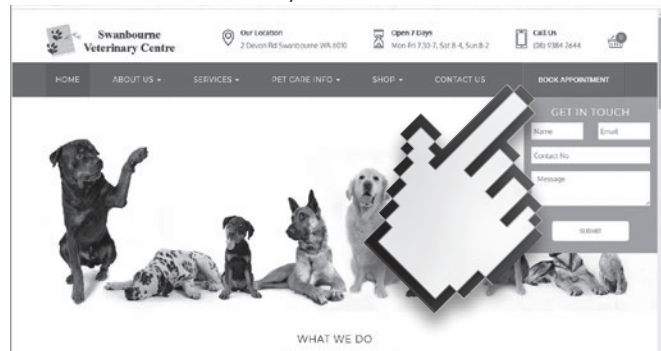 Swanbourne
Veterinary Centre
Our Location
2 Devon Rd Swanbourne WA 6010
Open 7 Days
Mon-Fri 7.30-7, Sat 8-4, Sun 8-2
Call Us
(08) 9384 2644
0
HOME
ABOUT US
SERVICES
PET CARE INFO
SHOP
CONTACT US
BOOK APPOINTMENT
GET IN TOUCH
Name
Email
Contact No
Message
SUBMIT
WHAT WE DO